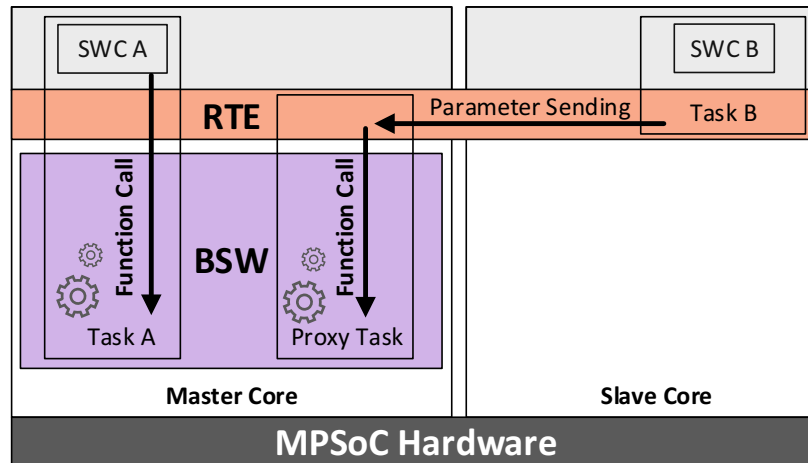 SWC A
SWC B
RTE
Parameter Sending
Task B
Function Call
BSW
Function Call
Task A
Proxy Task
Master Core
Slave Core
MPSoC Hardware